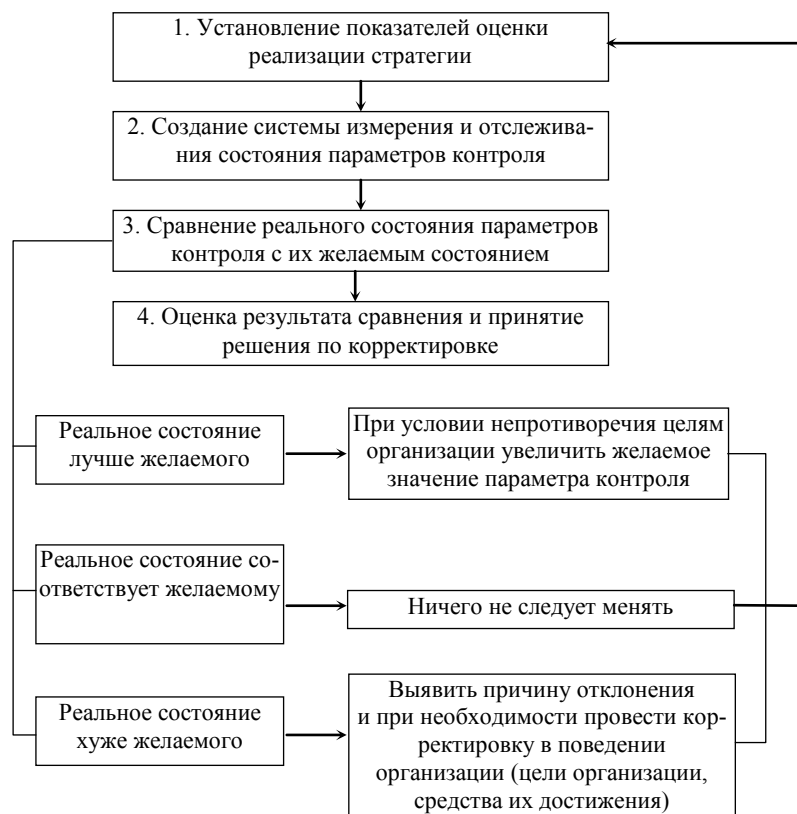 1. Установление показателей оценки
реализации стратегии
2. Создание системы измерения и отслежива-
ния состояния параметров контроля
3. Сравнение реального состояния параметров
контроля с их желаемым состоянием
4. Оценка результата сравнения и принятие
решения по корректировке
Реальное состояние
лучше желаемого
При условии непротиворечия целям
организации увеличить желаемое
значение параметра контроля
Реальное состояние со-
ответствует желаемому
Ничего не следует менять
Реальное состояние
хуже желаемого
Выявить причину отклонения
и при необходимости провести кор-
ректировку в поведении
организации (цели организации,
средства их достижения)